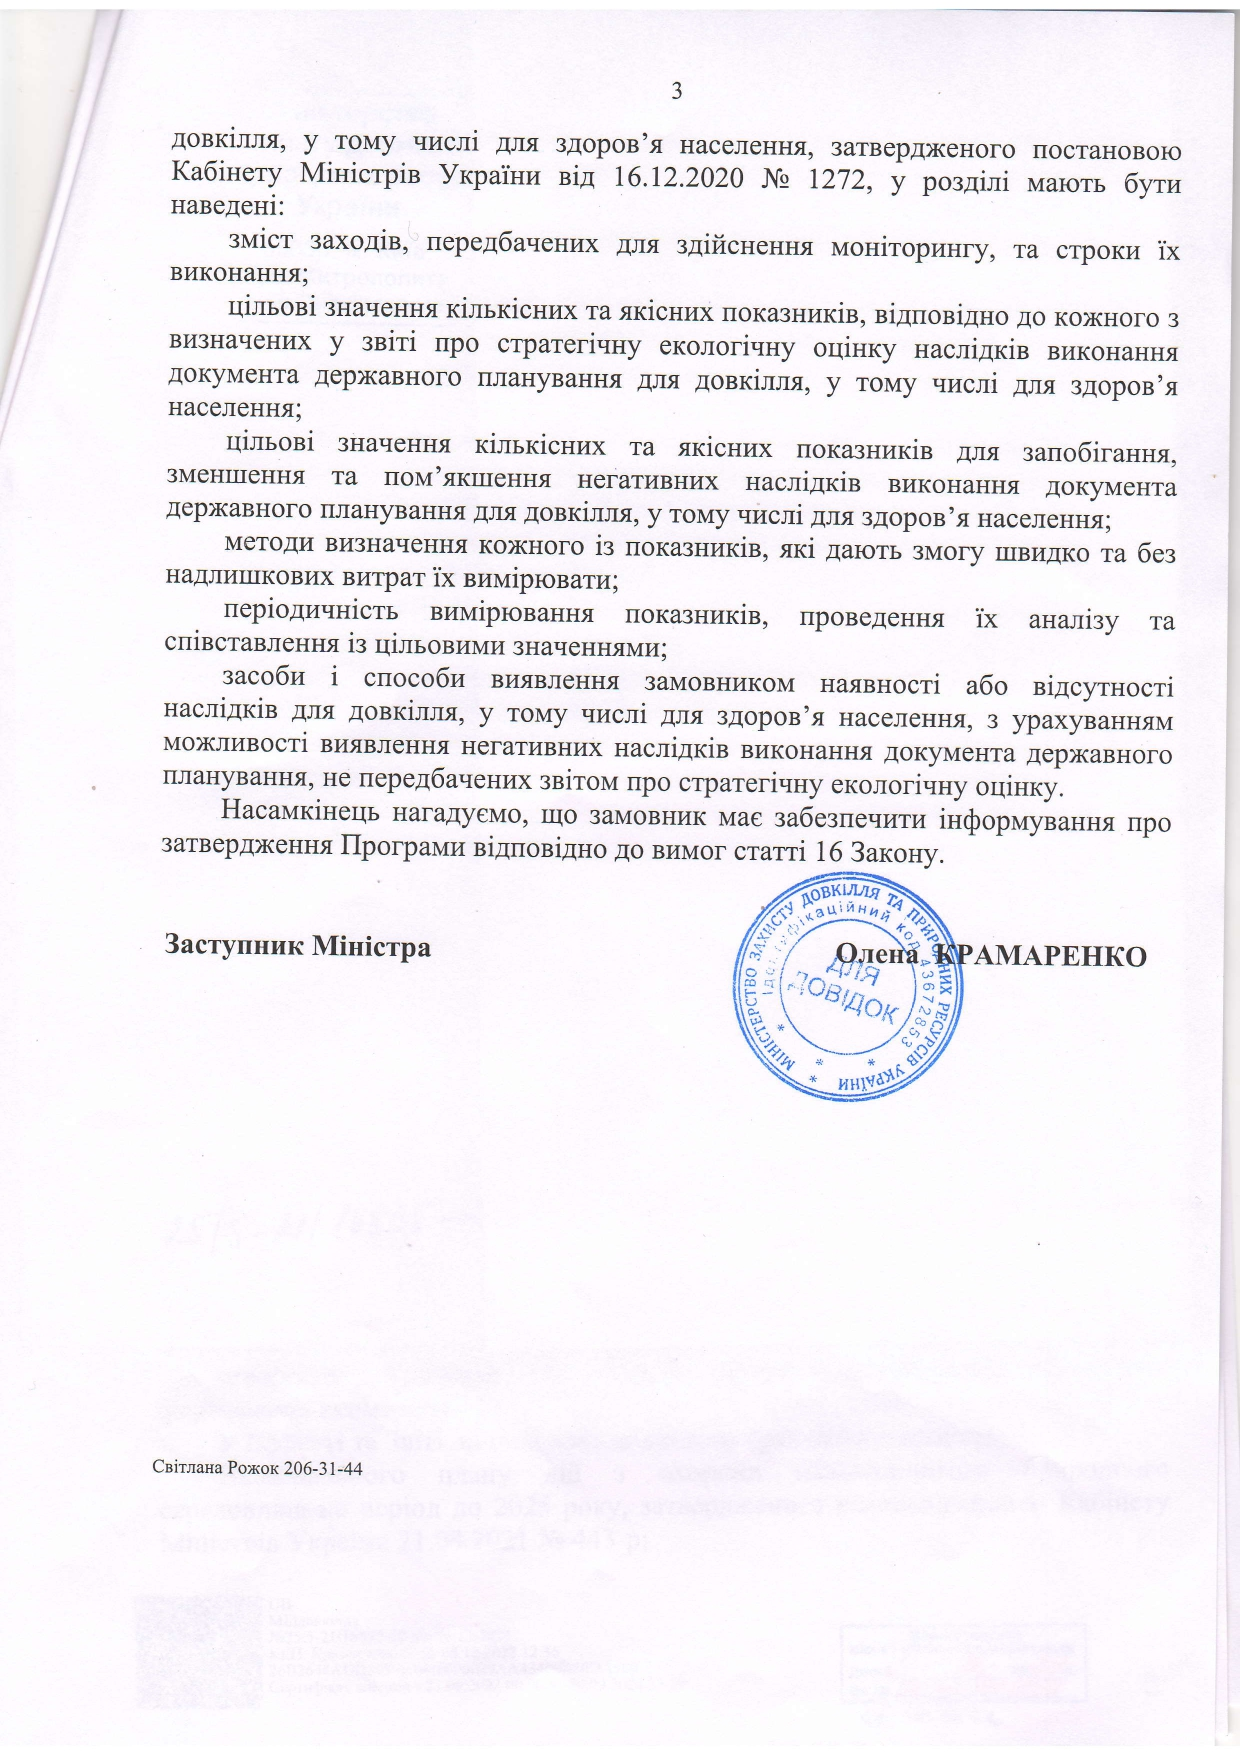 3
довкілля, у тому числі для здоров’я населення, затвердженого постановою
Кабінету Міністрів України від 16.12.2020 № 1272, у розділі мають бути
наведені:
зміст заходів, передбачених для здійснення моніторингу, та строки їх
виконання;
цільові значення кількісних та якісних показників, відповідно до кожного з
визначених у звіті про стратегічну екологічну оцінку наслідків виконання
документа державного планування для довкілля, у тому числі для здоров’я
населення;
цільові значення кількісних та якісних показників для запобігання,
зменшення та пом’якшення негативних наслідків виконання документа
державного планування для довкілля, у тому числі для здоров’я населення;
методи визначення кожного із показників, які дають змогу швидко та без
надлишкових витрат їх вимірювати;
періодичність вимірювання показників, проведення їх аналізу та
співставлення із цільовими значеннями;
засоби і способи виявлення замовником наявності або відсутності
наслідків для довкілля, у тому числі для здоров’я населення, з урахуванням
можливості виявлення негативних наслідків виконання документа державного
планування, не передбачених звітом про стратегічну екологічну оцінку.
Насамкінець нагадуємо, що замовник має забезпечити інформування про
затвердження Програми відповідно до вимог статті 16 Закону.
Заступник Міністра Олена КРАМАРЕНКО
МІНІСТЕРСТВО ЗАХИСТУ ДОВКІЛЛЯ ТА ПРИРОДНИХ РЕСУРСІВ УКРАЇНИ
Ідентифікаційний код 43672853
ДЛЯ
ДОВІДОК
Світлана Рожок 206-31-44